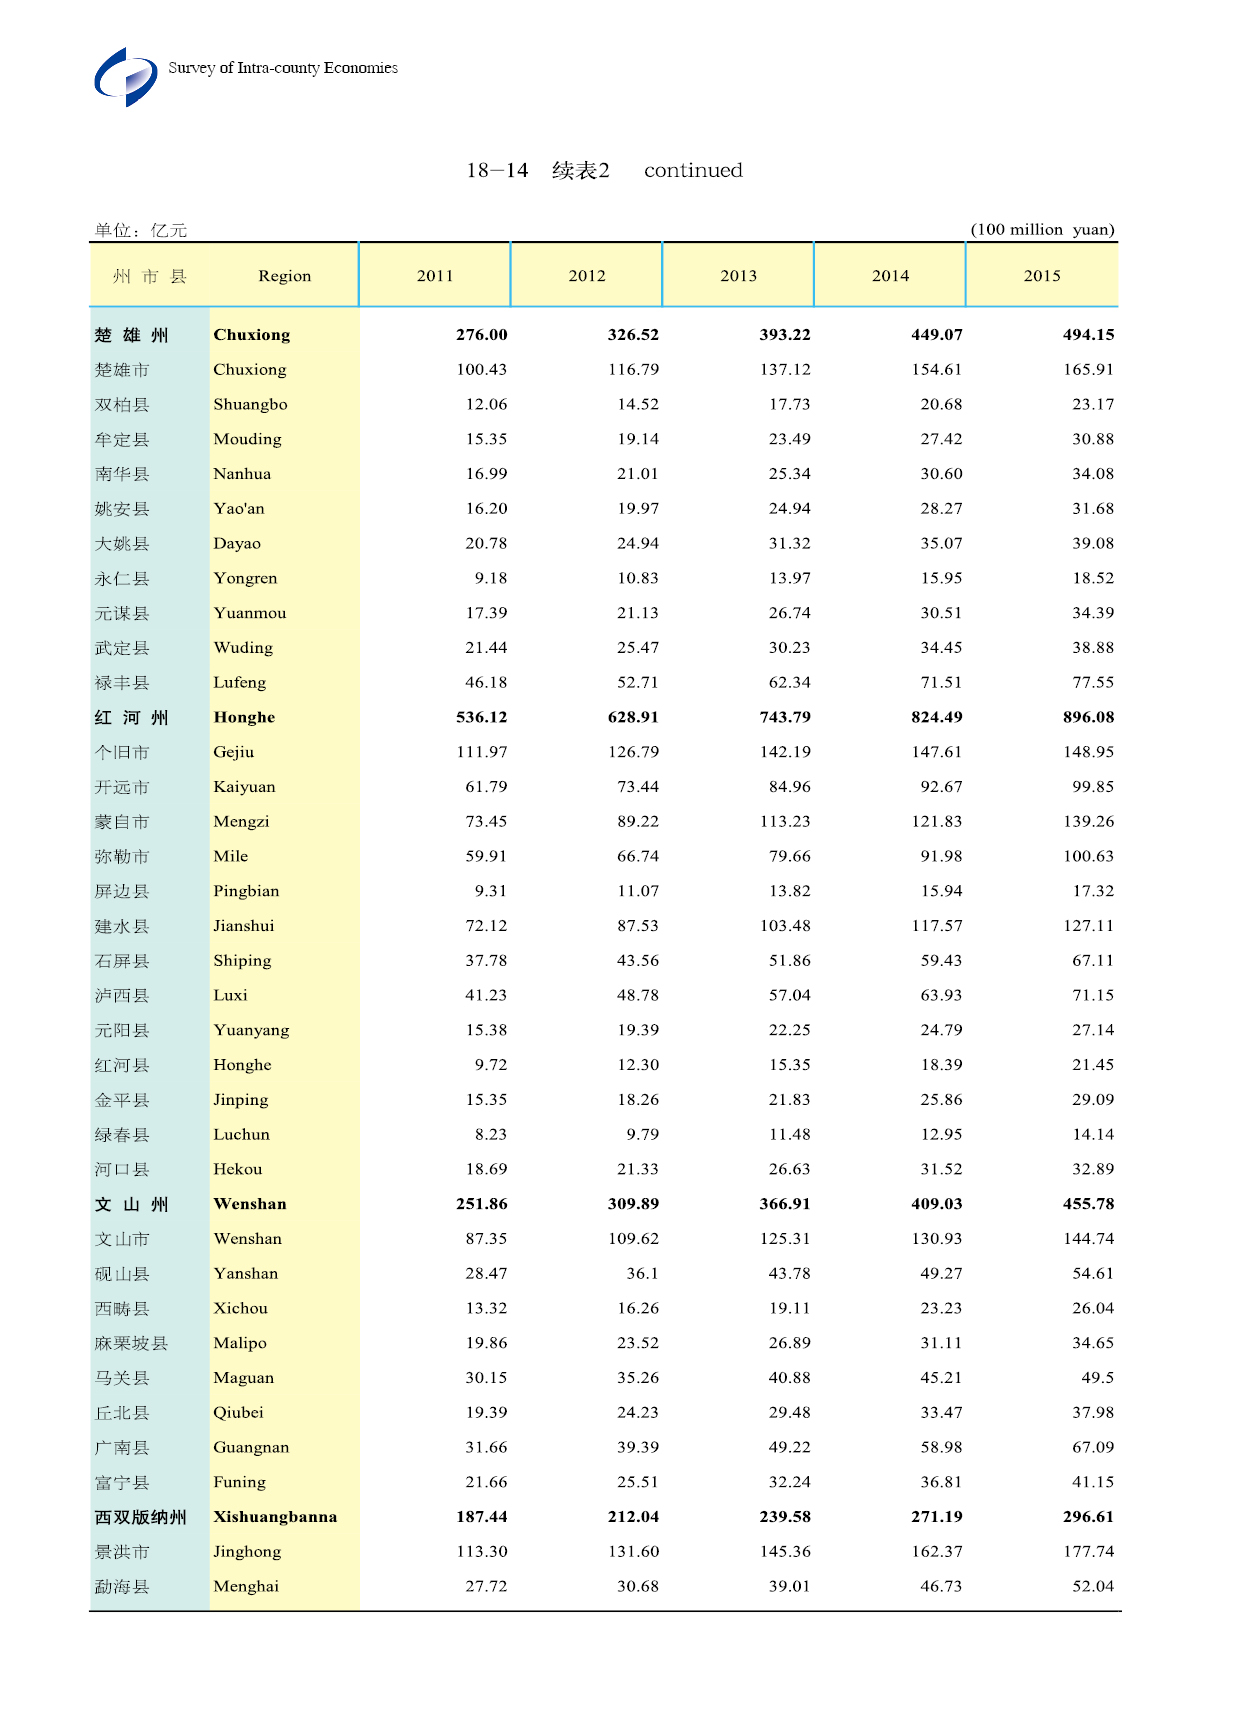 Survey of Intra-county Economies
18—14 续表2 continued
单位：亿元 (100 million yuan)
州 市 县 Region 2011 2012 2013 2014 2015
楚 雄 州 Chuxiong 276.00 326.52 393.22 449.07 494.15
楚雄市 Chuxiong 100.43 116.79 137.12 154.61 165.91
双柏县 Shuangbo 12.06 14.52 17.73 20.68 23.17
牟定县 Mouding 15.35 19.14 23.49 27.42 30.88
南华县 Nanhua 16.99 21.01 25.34 30.60 34.08
姚安县 Yao'an 16.20 19.97 24.94 28.27 31.68
大姚县 Dayao 20.78 24.94 31.32 35.07 39.08
永仁县 Yongren 9.18 10.83 13.97 15.95 18.52
元谋县 Yuanmou 17.39 21.13 26.74 30.51 34.39
武定县 Wuding 21.44 25.47 30.23 34.45 38.88
禄丰县 Lufeng 46.18 52.71 62.34 71.51 77.55
红 河 州 Honghe 536.12 628.91 743.79 824.49 896.08
个旧市 Gejiu 111.97 126.79 142.19 147.61 148.95
开远市 Kaiyuan 61.79 73.44 84.96 92.67 99.85
蒙自市 Mengzi 73.45 89.22 113.23 121.83 139.26
弥勒市 Mile 59.91 66.74 79.66 91.98 100.63
屏边县 Pingbian 9.31 11.07 13.82 15.94 17.32
建水县 Jianshui 72.12 87.53 103.48 117.57 127.11
石屏县 Shiping 37.78 43.56 51.86 59.43 67.11
泸西县 Luxi 41.23 48.78 57.04 63.93 71.15
元阳县 Yuanyang 15.38 19.39 22.25 24.79 27.14
红河县 Honghe 9.72 12.30 15.35 18.39 21.45
金平县 Jinping 15.35 18.26 21.83 25.86 29.09
绿春县 Luchun 8.23 9.79 11.48 12.95 14.14
河口县 Hekou 18.69 21.33 26.63 31.52 32.89
文 山 州 Wenshan 251.86 309.89 366.91 409.03 455.78
文山市 Wenshan 87.35 109.62 125.31 130.93 144.74
砚山县 Yanshan 28.47 36.1 43.78 49.27 54.61
西畴县 Xichou 13.32 16.26 19.11 23.23 26.04
麻栗坡县 Malipo 19.86 23.52 26.89 31.11 34.65
马关县 Maguan 30.15 35.26 40.88 45.21 49.5
丘北县 Qiubei 19.39 24.23 29.48 33.47 37.98
广南县 Guangnan 31.66 39.39 49.22 58.98 67.09
富宁县 Funing 21.66 25.51 32.24 36.81 41.15
西双版纳州 Xishuangbanna 187.44 212.04 239.58 271.19 296.61
景洪市 Jinghong 113.30 131.60 145.36 162.37 177.74
勐海县 Menghai 27.72 30.68 39.01 46.73 52.04